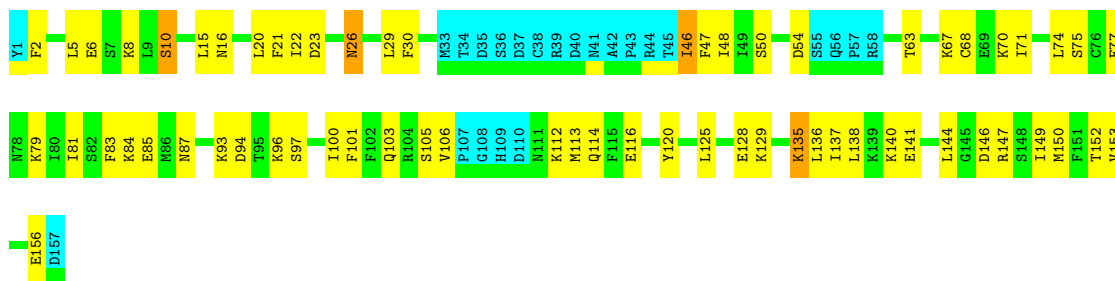 Y1 F2 L5 E6 S7 K8 L9 S10 L15 N16 L20 F21 I22 D23 N26 L29 F30 M33 T34 D35 S36 D37 C38 R39 D40 N41 A42 P43 R44 T45 I46 F47 I48 I49 S50 D54 S55 Q56 P57 R58 T63 K67 C68 E69 K70 I71 L74 S75 C76 E77
N78 K79 I80 I81 S82 F83 K84 E85 M86 N87 K93 D94 T95 K96 S97 I100 F101 F102 Q103 R104 S105 V106 P107 G108 H109 D110 N111 K112 M113 Q114 F115 E116 Y120 L125 E128 K129 K135 L136 I137 L138 K139 K140 E141 L144 G145 D146 R147 S148 I149 M150 F151 T152 V153
E156 D157